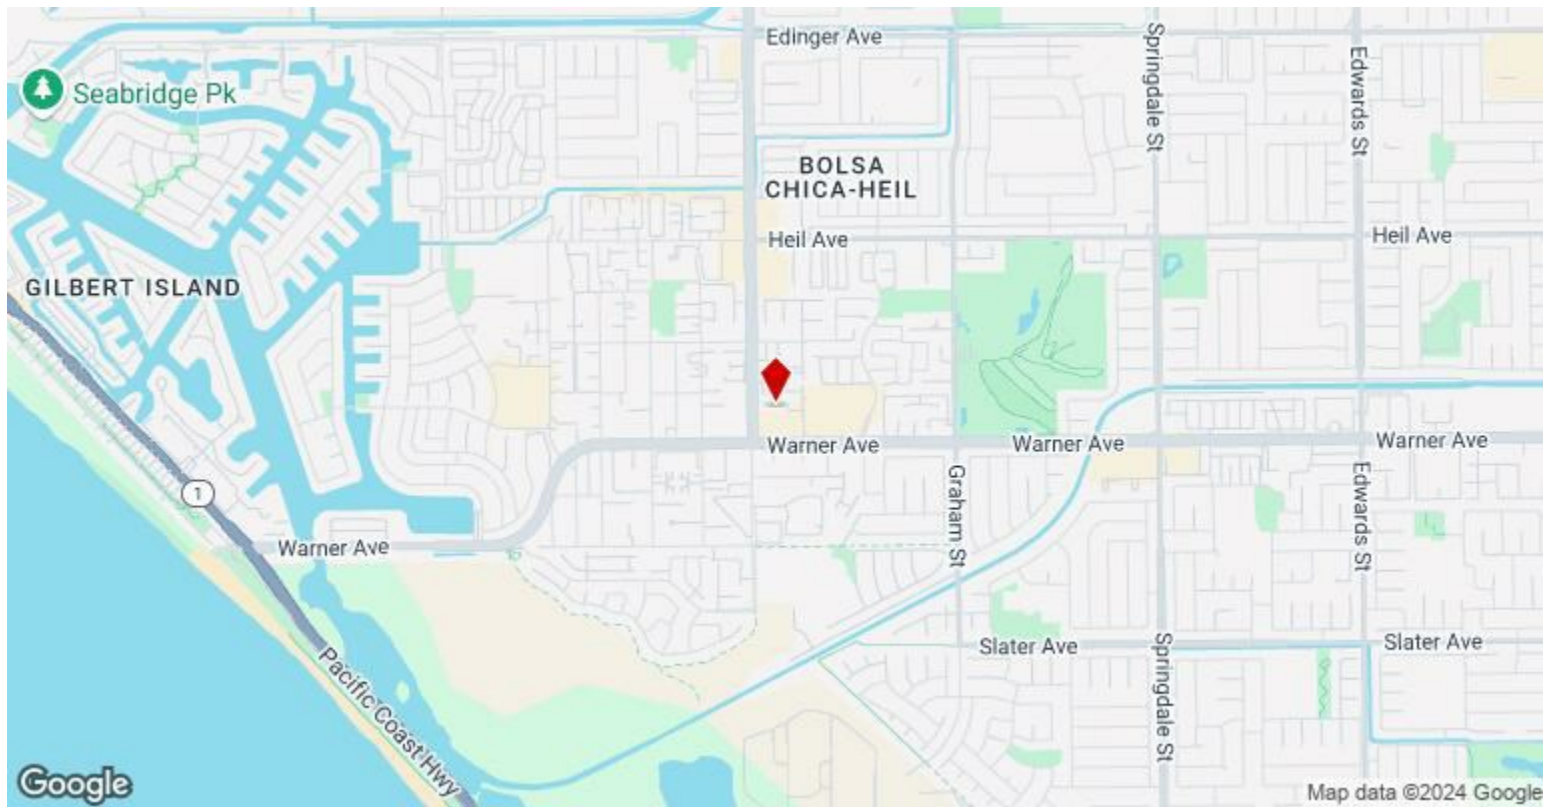 Edinger Ave
Springdale St
Edwards St
Seabridge Pk
BOLSA
CHICA-HEIL
Heil Ave
Heil Ave
GILBERT ISLAND
Warner Ave
Warner Ave
Warner Ave
Graham St
Edwards St
1
Warner Ave
Slater Ave
Slater Ave
Springdale St
Pacific Coast Hwy
Google
Map data ©2024 Google